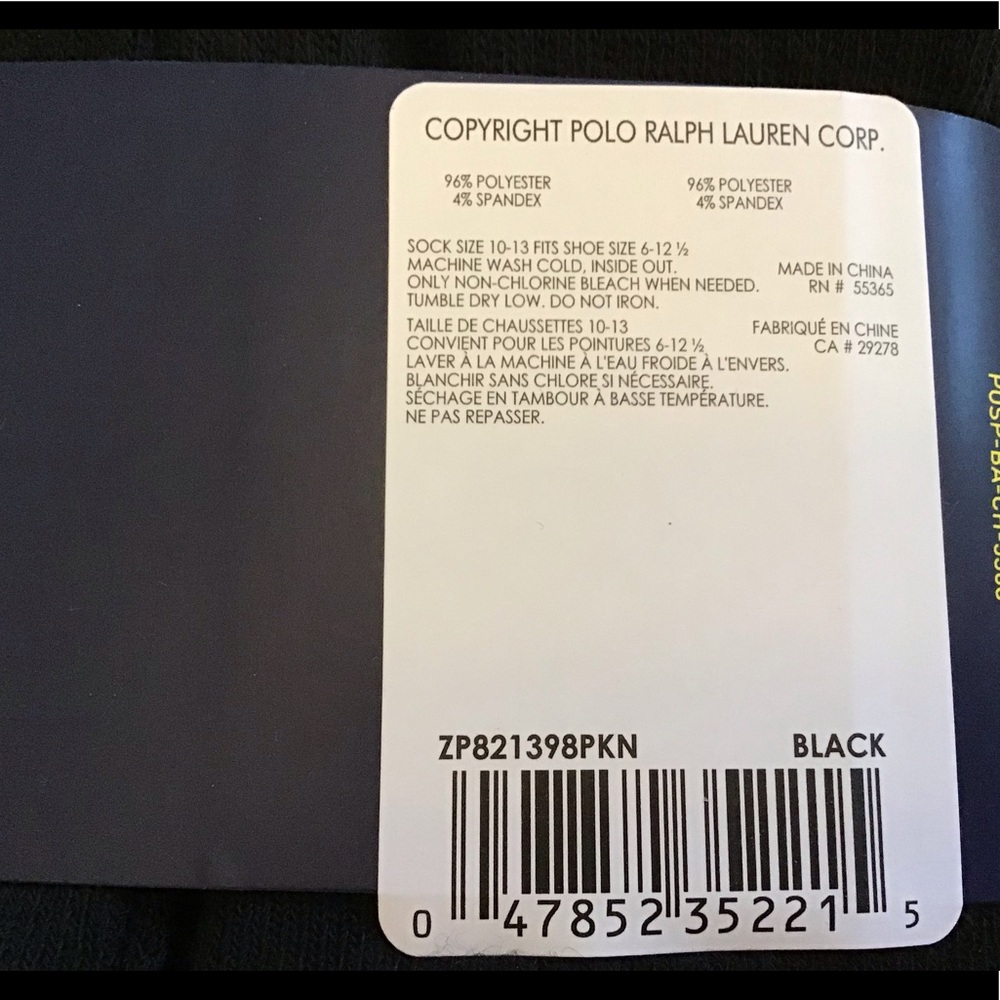 COPYRIGHT POLO RALPH LAUREN CORP.
96% POLYESTER 96% POLYESTER
4% SPANDEX 4% SPANDEX
SOCK SIZE 10-13 FITS SHOE SIZE 6-12 ½
MACHINE WASH COLD, INSIDE OUT. MADE IN CHINA
ONLY NON-CHLORINE BLEACH WHEN NEEDED. RN # 55365
TUMBLE DRY LOW. DO NOT IRON.
TAILLE DE CHAUSSETTES 10-13 FABRIQUÉ EN CHINE
CONVIENT POUR LES POINTURES 6-12 ½ CA # 29278
LAVER À LA MACHINE À L'EAU FROIDE À L'ENVERS.
BLANCHIR SANS CHLORE SI NÉCESSAIRE.
SÉCHAGE EN TAMBOUR À BASSE TEMPÉRATURE.
NE PAS REPASSER.
ZP821398PKN BLACK
0 47852 35221 5